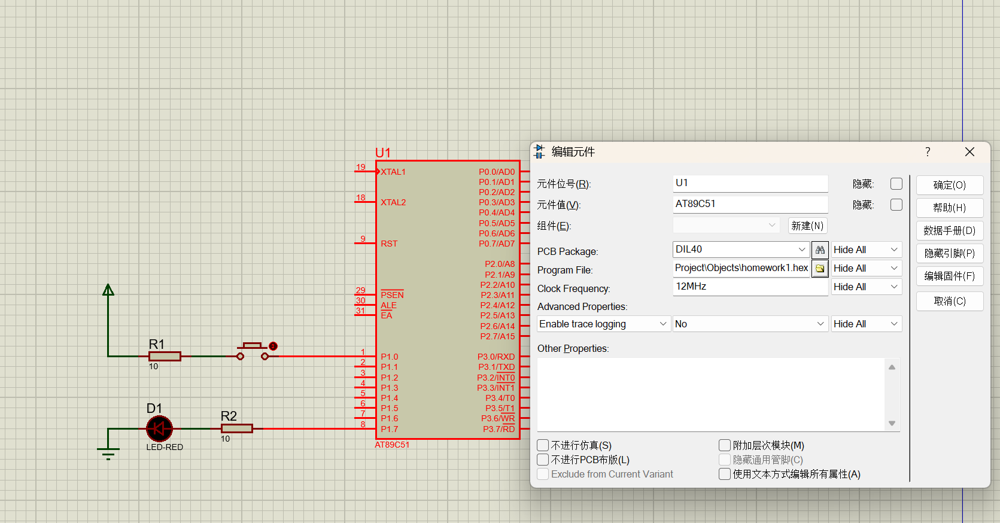 U1
19 XTAL1 P0.0/AD0
P0.1/AD1
P0.2/AD2
18 XTAL2 P0.3/AD3
P0.4/AD4
P0.5/AD5
P0.6/AD6
9 RST P0.7/AD7
P2.0/A8
P2.1/A9
P2.2/A10
29 PSEN P2.3/A11
30 ALE P2.4/A12
31 EA P2.5/A13
P2.6/A14
P2.7/A15
1 P1.0 P3.0/RXD
2 P1.1 P3.1/TXD
3 P1.2 P3.2/INT0
4 P1.3 P3.3/INT1
5 P1.4 P3.4/T0
6 P1.5 P3.5/T1
7 P1.6 P3.6/WR
8 P1.7 P3.7/RD
AT89C51
R1
10
D1
LED-RED
R2
10
编辑元件 ?
元件位号(R): U1 隐藏:
元件值(V): AT89C51 隐藏:
组件(E): 新建(N)
PCB Package: DIL40 Hide All
Program File: Project\Objects\homework1.hex Hide All
Clock Frequency: 12MHz Hide All
Advanced Properties:
Enable trace logging No Hide All
Other Properties:
不进行仿真(S) 附加层次模块(M)
不进行PCB布版(L) 隐藏通用管脚(C)
Exclude from Current Variant 使用文本方式编辑所有属性(A)
确定(O)
帮助(H)
数据手册(D)
隐藏引脚(P)
编辑固件(F)
取消(C)